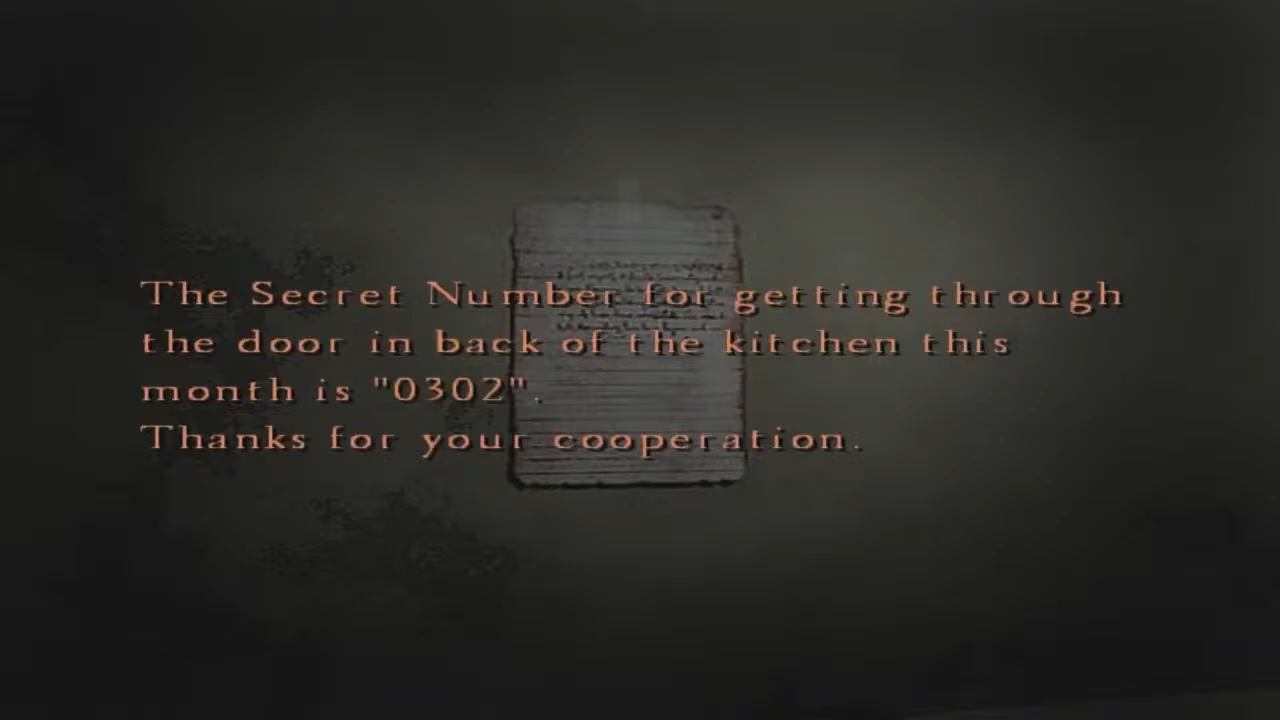 The Secret Number for getting through
the door in back of the kitchen this
month is "0302".
Thanks for your cooperation.